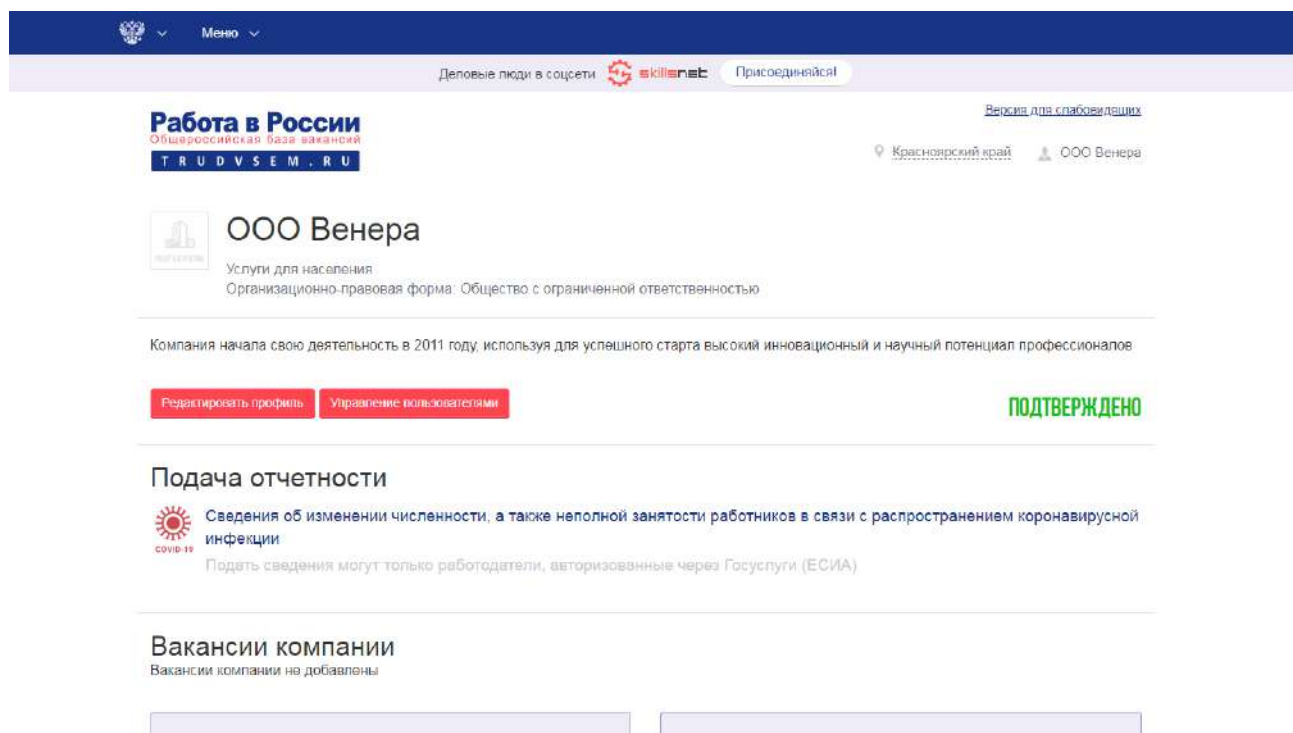 Меню
Деловые люди в соцсети skillsnet Присоединяйся!
Версия для слабовидящих
Работа в России
Общероссийская база вакансий
TRUDVSEM.RU
Красноярский край ООО Венера
ООО Венера
Услуги для населения
Организационно-правовая форма: Общество с ограниченной ответственностью
Компания начала свою деятельность в 2011 году, используя для успешного старта высокий инновационный и научный потенциал профессионалов
Редактировать профиль Управление пользователями
ПОДТВЕРЖДЕНО
Подача отчетности
Сведения об изменении численности, а также неполной занятости работников в связи с распространением коронавирусной
инфекции
COVID-19
Подать сведения могут только работодатели, авторизованные через Госуслуги (ЕСИА)
Вакансии компании
Вакансии компании не добавлены